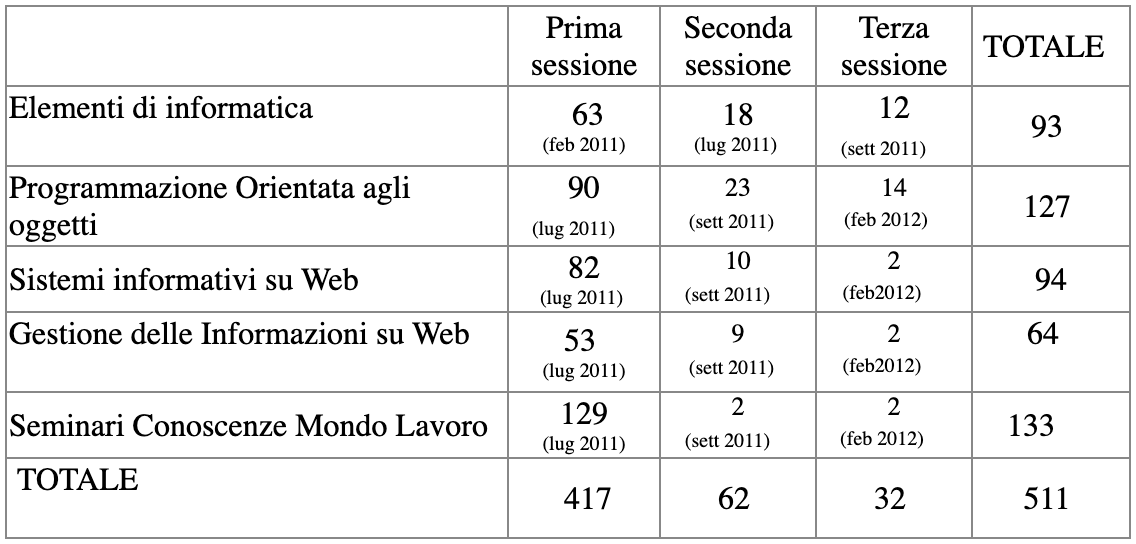 Prima sessione Seconda sessione Terza sessione TOTALE
Elementi di informatica 63 18 12 93
(feb 2011) (lug 2011) (sett 2011)
Programmazione Orientata agli oggetti 90 23 14 127
(lug 2011) (sett 2011) (feb 2012)
Sistemi informativi su Web 82 10 2 94
(lug 2011) (sett 2011) (feb2012)
Gestione delle Informazioni su Web 53 9 2 64
(lug 2011) (sett 2011) (feb2012)
Seminari Conoscenze Mondo Lavoro 129 2 2 133
(lug 2011) (sett 2011) (feb 2012)
TOTALE 417 62 32 511